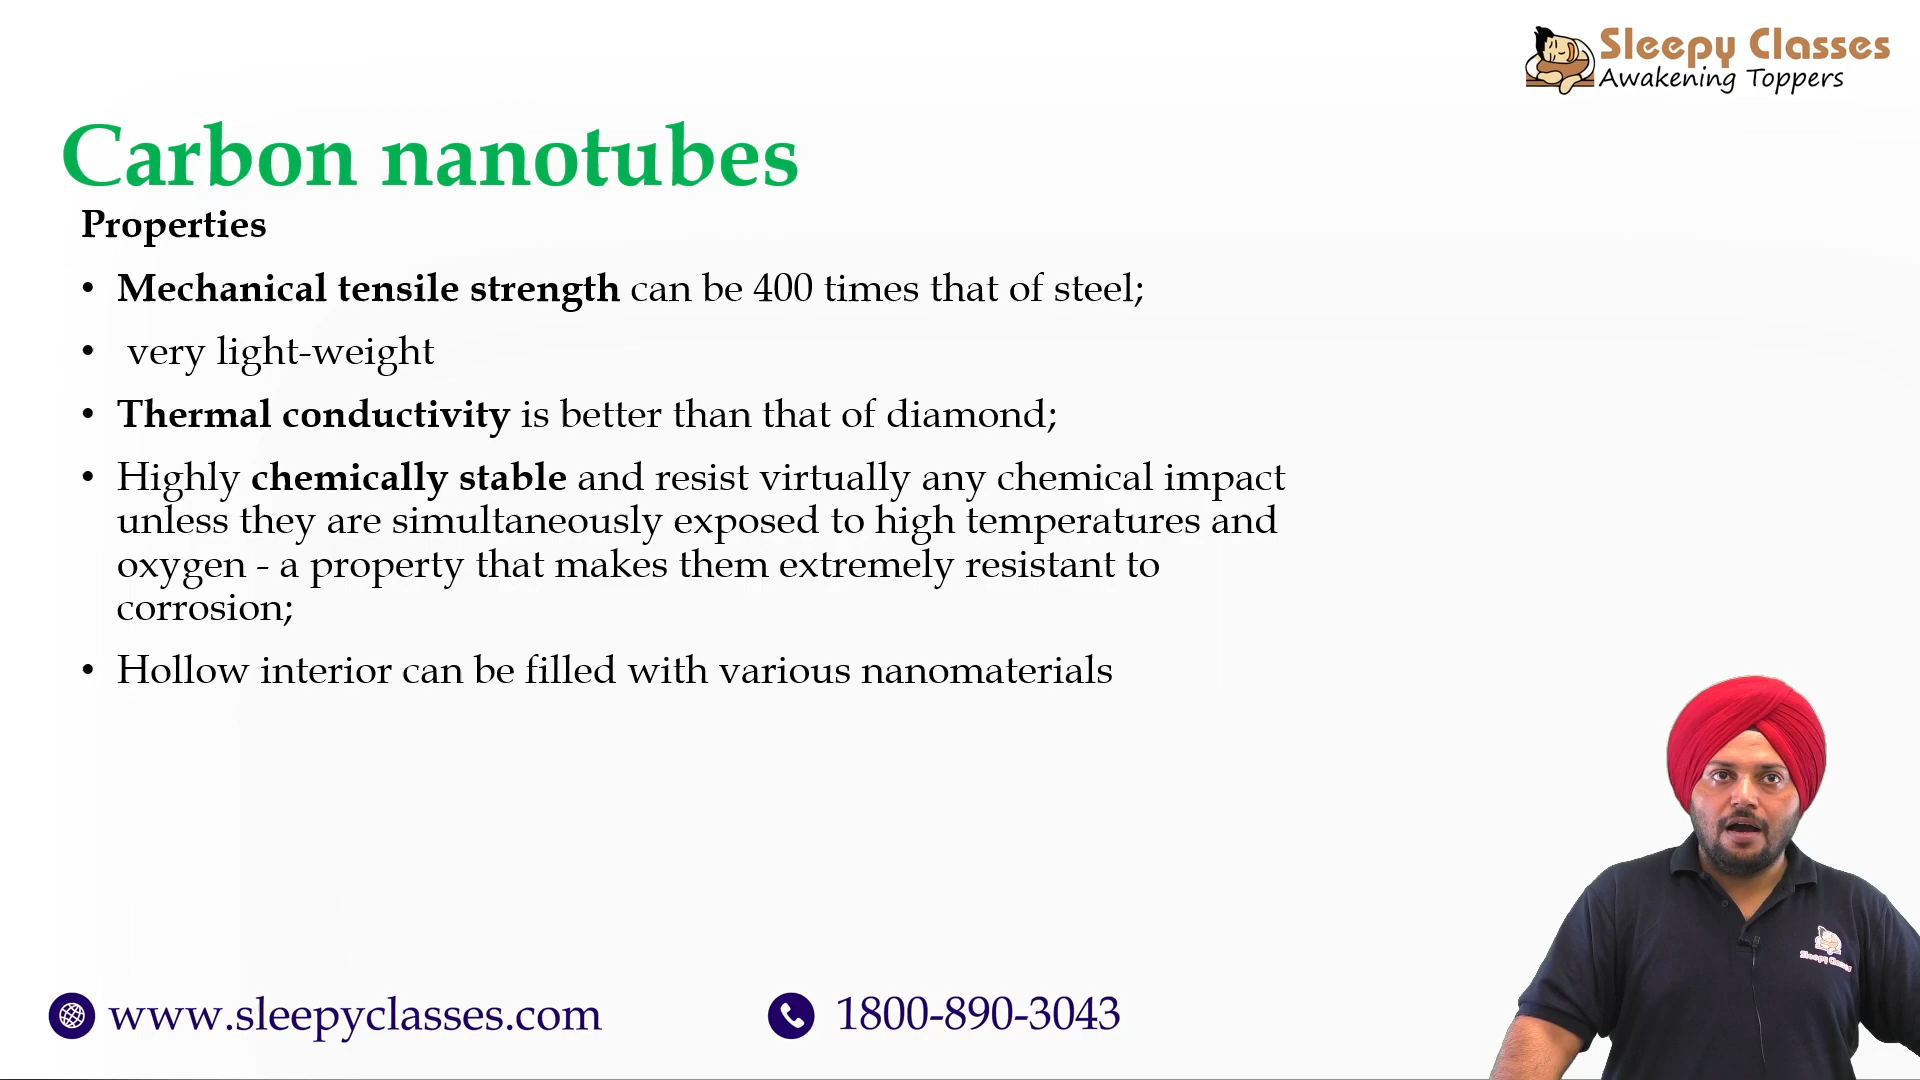 Sleepy Classes
Awakening Toppers
Carbon nanotubes
Properties
• Mechanical tensile strength can be 400 times that of steel;
• very light-weight
• Thermal conductivity is better than that of diamond;
• Highly chemically stable and resist virtually any chemical impact
unless they are simultaneously exposed to high temperatures and
oxygen - a property that makes them extremely resistant to
corrosion;
• Hollow interior can be filled with various nanomaterials
Sleepy Classes
www.sleepyclasses.com
1800-890-3043